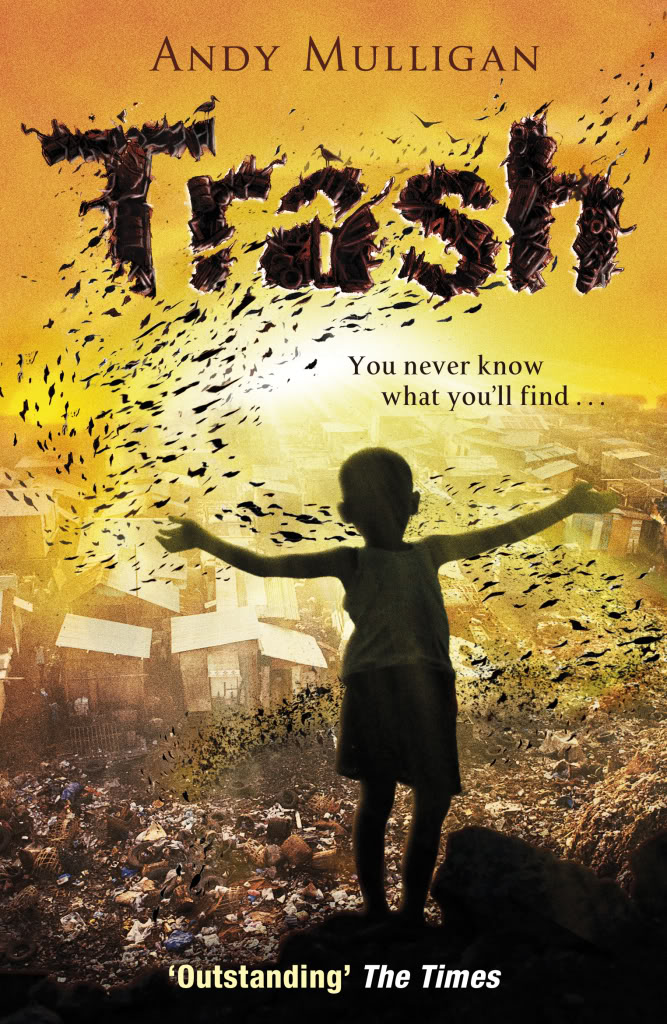 ANDY MULLIGAN
Trash
You never know
what you'll find...
‘Outstanding’ The Times